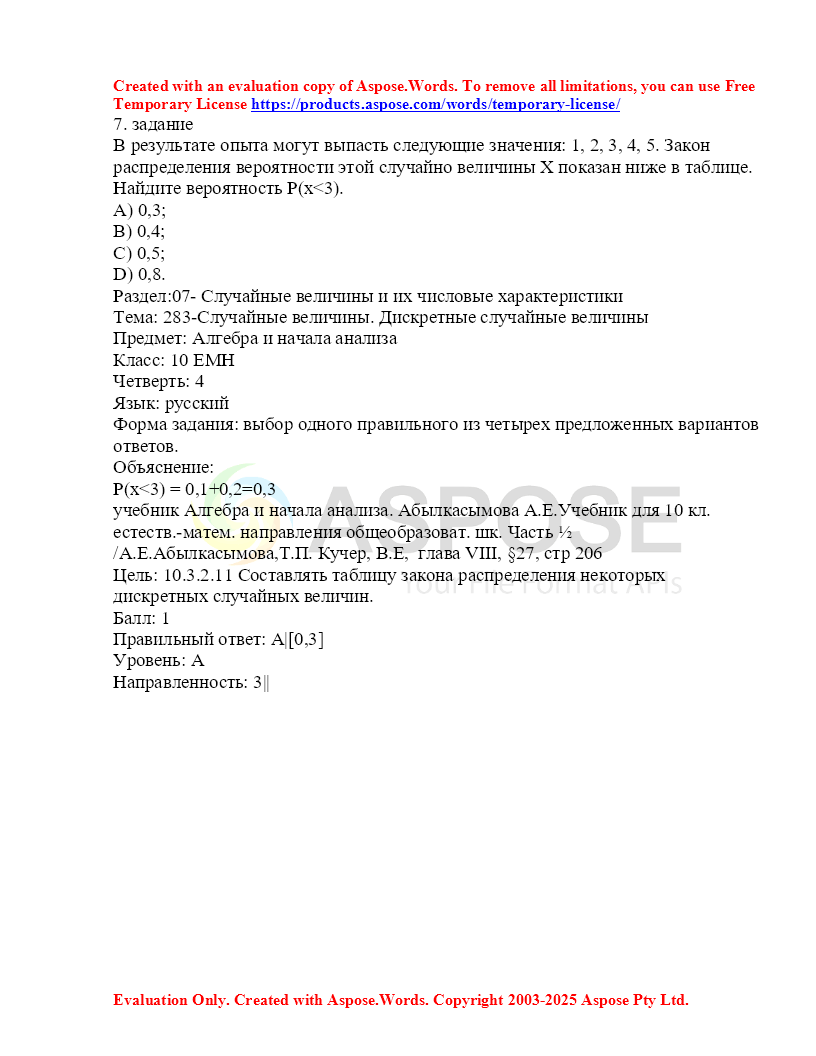 Created with an evaluation copy of Aspose.Words. To remove all limitations, you can use Free
Temporary License https://products.aspose.com/words/temporary-license/
7. задание
В результате опыта могут выпасть следующие значения: 1, 2, 3, 4, 5. Закон
распределения вероятности этой случайно величины X показан ниже в таблице.
Найдите вероятность P(x<3).
A) 0,3;
B) 0,4;
C) 0,5;
D) 0,8.
Раздел:07- Случайные величины и их числовые характеристики
Тема: 283-Случайные величины. Дискретные случайные величины
Предмет: Алгебра и начала анализа
Класс: 10 ЕМН
Четверть: 4
Язык: русский
Форма задания: выбор одного правильного из четырех предложенных вариантов
ответов.
Объяснение:
P(x<3) = 0,1+0,2=0,3
учебник Алгебра и начала анализа. Абылкасымова А.Е.Учебник для 10 кл.
естеств.-матем. направления общеобразоват. шк. Часть ½
/А.Е.Абылкасымова,Т.П. Кучер, В.Е, глава VIII, §27, стр 206
Цель: 10.3.2.11 Составлять таблицу закона распределения некоторых
дискретных случайных величин.
Балл: 1
Правильный ответ: A|[0,3]
Уровень: А
Направленность: 3||
ASPOSE
Your File Format APIs
Evaluation Only. Created with Aspose.Words. Copyright 2003-2025 Aspose Pty Ltd.